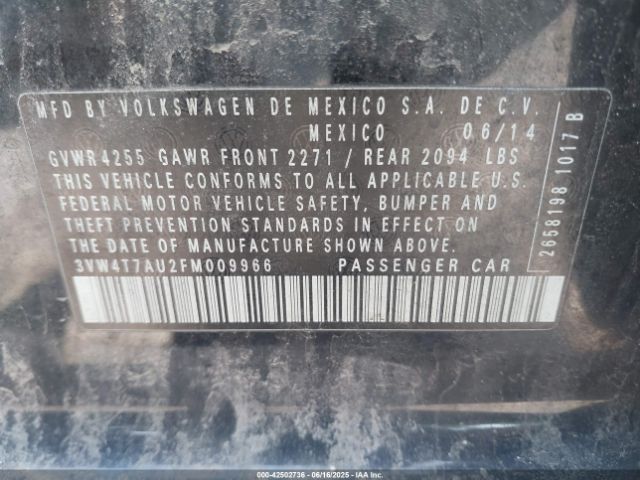 MFD BY VOLKSWAGEN DE MEXICO S.A. DE C.V.
MEXICO 06/14
GVWR4255 GAWR FRONT 2271 / REAR 2094 LBS
THIS VEHICLE CONFORMS TO ALL APPLICABLE U.S.
FEDERAL MOTOR VEHICLE SAFETY, BUMPER AND
THEFT PREVENTION STANDARDS IN EFFECT ON
THE DATE OF MANUFACTURE SHOWN ABOVE.
3VW4T7AU2FM009966 PASSENGER CAR
2658198 1017 B
000-42502736 - 06/16/2025 - IAA Inc.